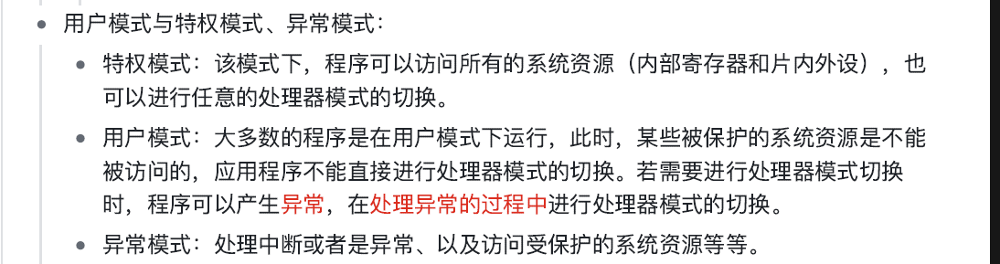 用户模式与特权模式、异常模式：
特权模式：该模式下，程序可以访问所有的系统资源（内部寄存器和片内外设），也
可以进行任意的处理器模式的切换。
用户模式：大多数的程序是在用户模式下运行，此时，某些被保护的系统资源是不能
被访问的，应用程序不能直接进行处理器模式的切换。若需要进行处理器模式切换
时，程序可以产生异常，在处理异常的过程中进行处理器模式的切换。
异常模式：处理中断或者是异常、以及访问受保护的系统资源等等。